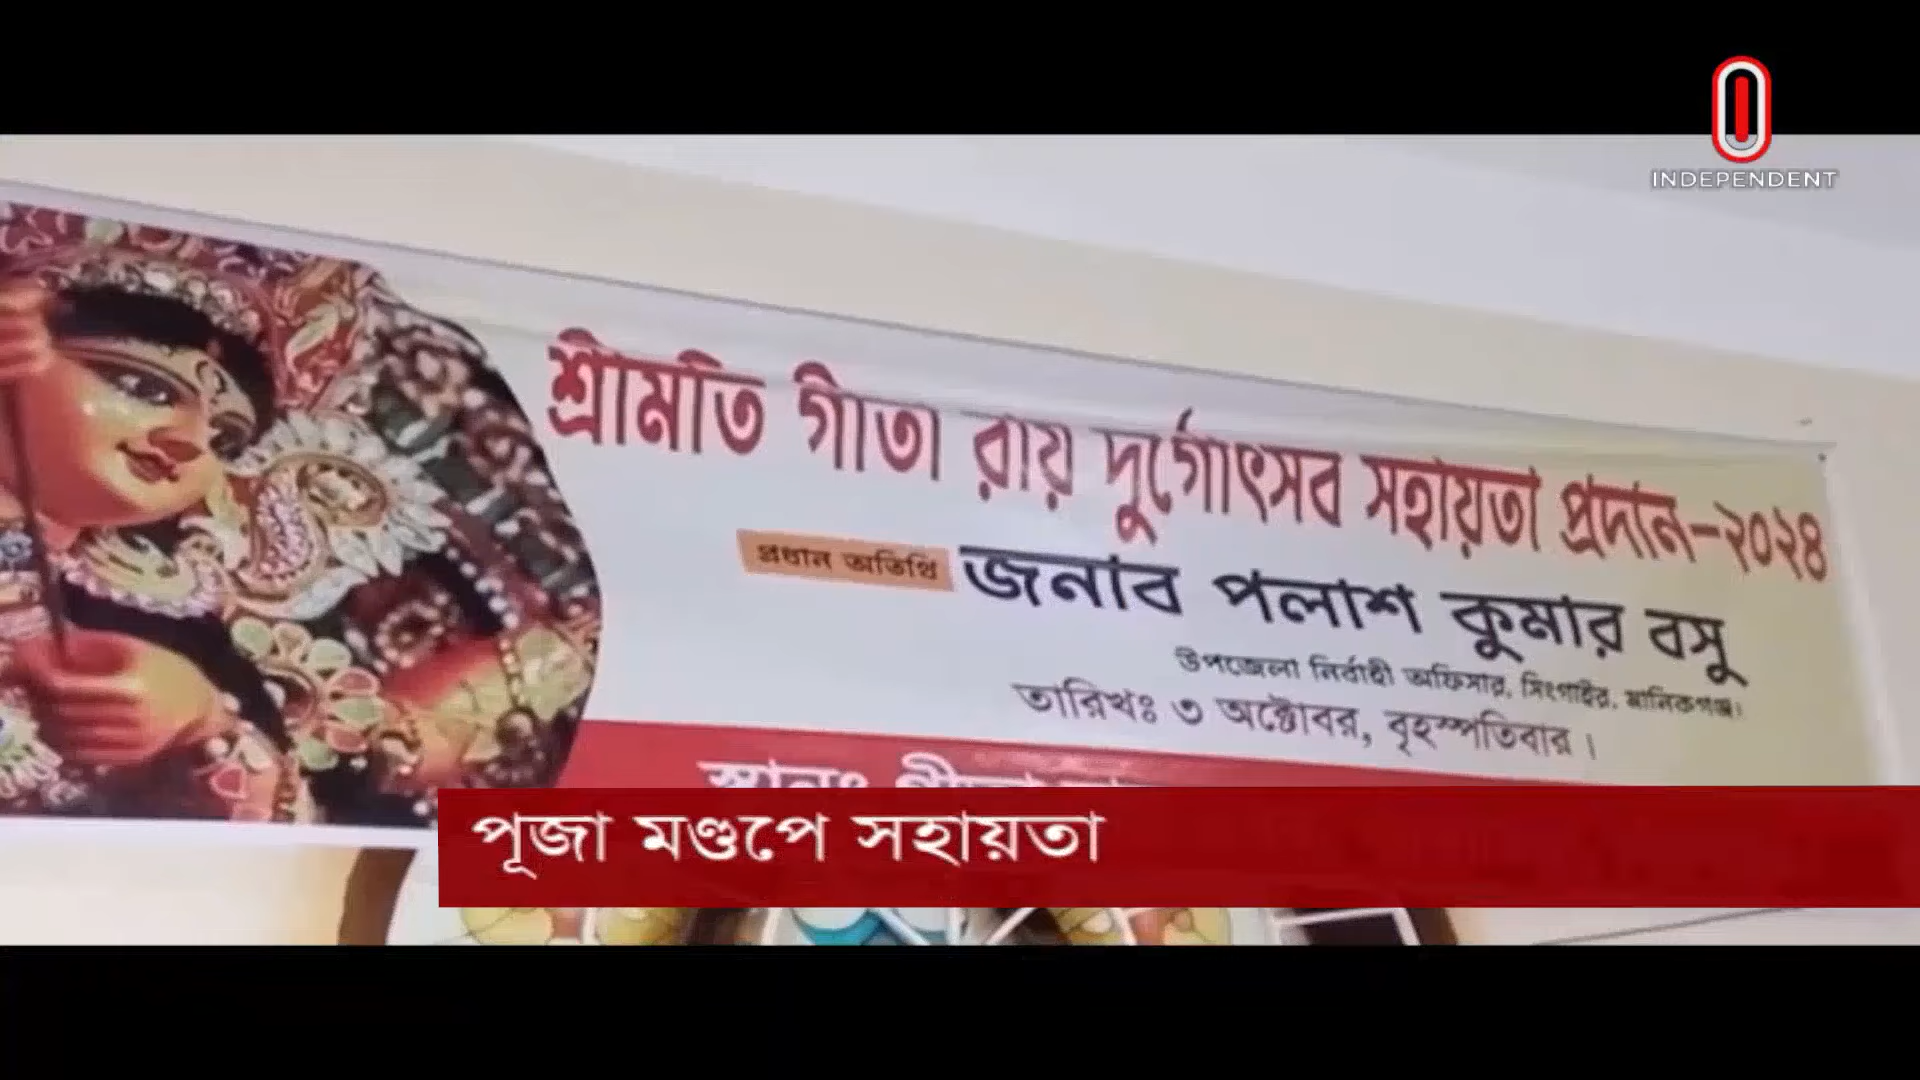 INDEPENDENT
শ্রীমতি গীতা রায় দুর্গোৎসব সহায়তা প্রদান-২০২৪
প্রধান অতিথি জনাব পলাশ কুমার বসু
উপজেলা নির্বাহী অফিসার, সিংগাইর, মানিকগঞ্জ।
তারিখঃ ৩ অক্টোবর, বৃহস্পতিবার।
স্থানঃ
পূজা মণ্ডপে সহায়তা